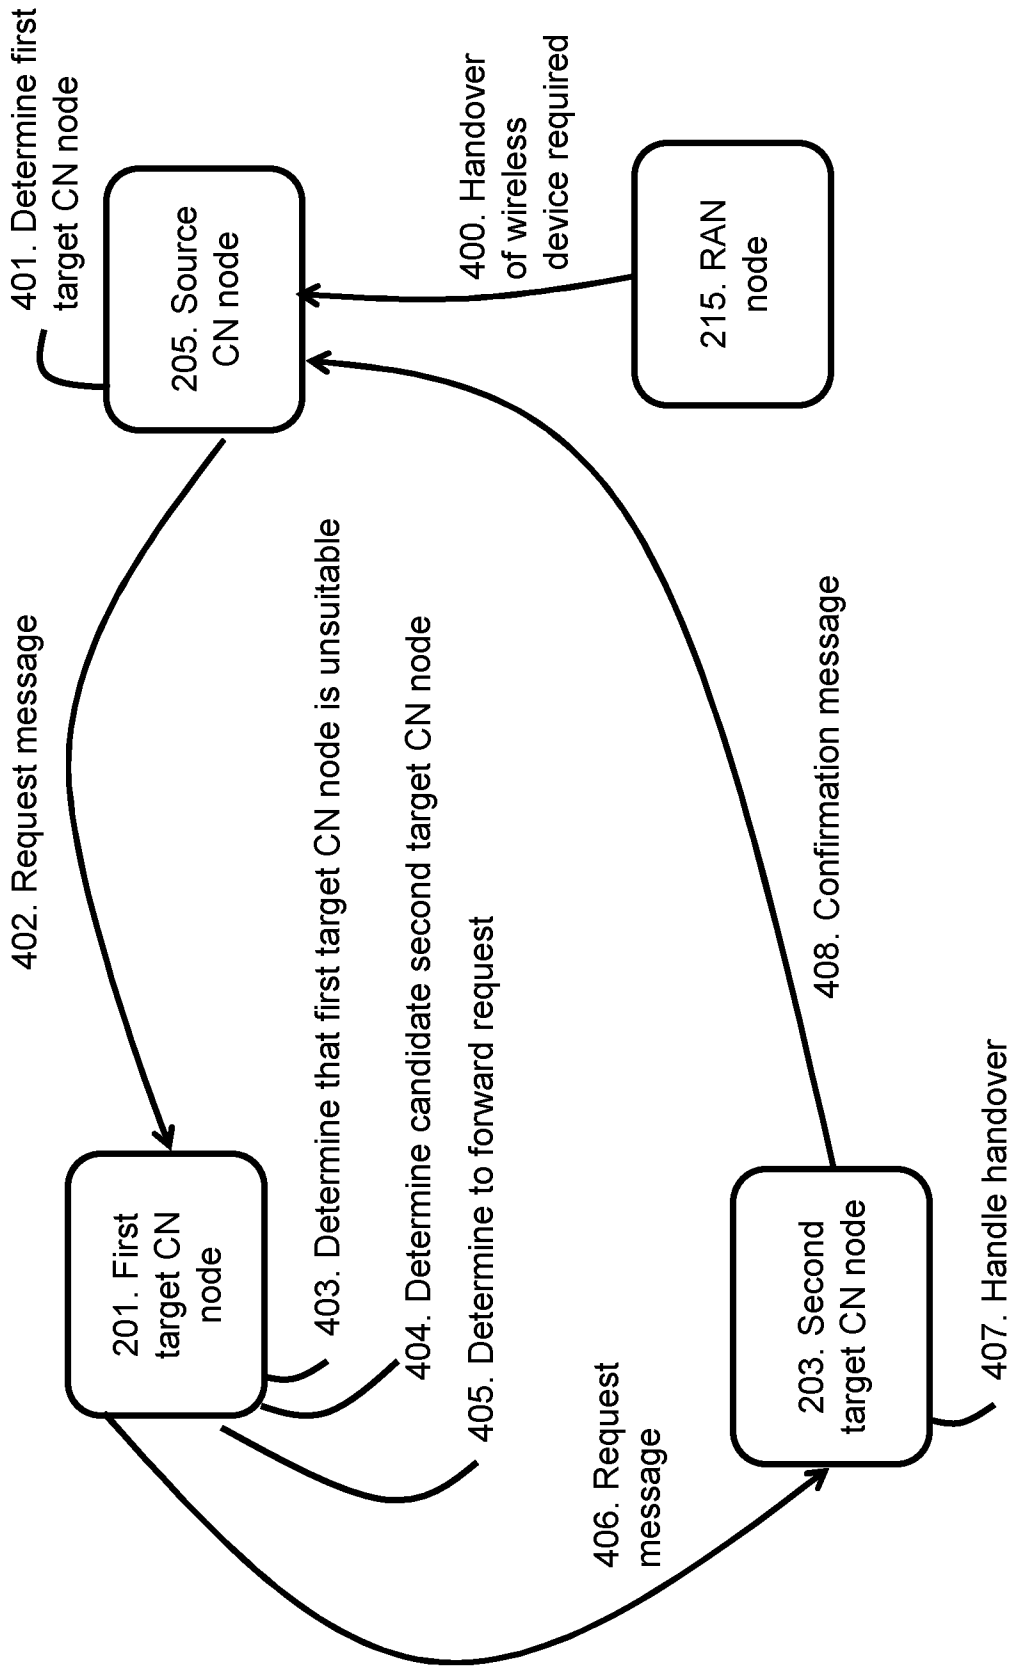 401. Determine first
target CN node
205. Source
CN node
400. Handover
of wireless
device required
215. RAN
node
402. Request message
201. First
target CN
node
403. Determine that first target CN node is unsuitable
404. Determine candidate second target CN node
405. Determine to forward request
406. Request
message
203. Second
target CN node
407. Handle handover
408. Confirmation message